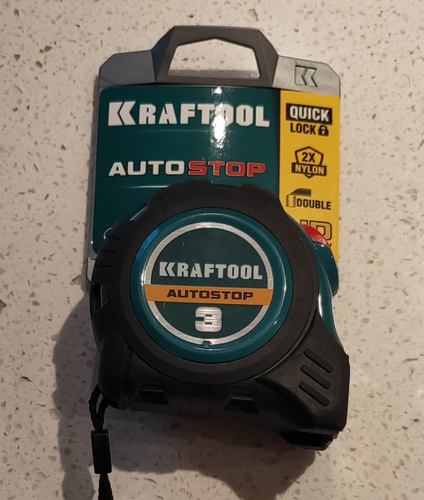 KRAFTOOL
AUTOSTOP
QUICK
LOCK
2X
NYLON
DOUBLE
KRAFTOOL
AUTOSTOP
3